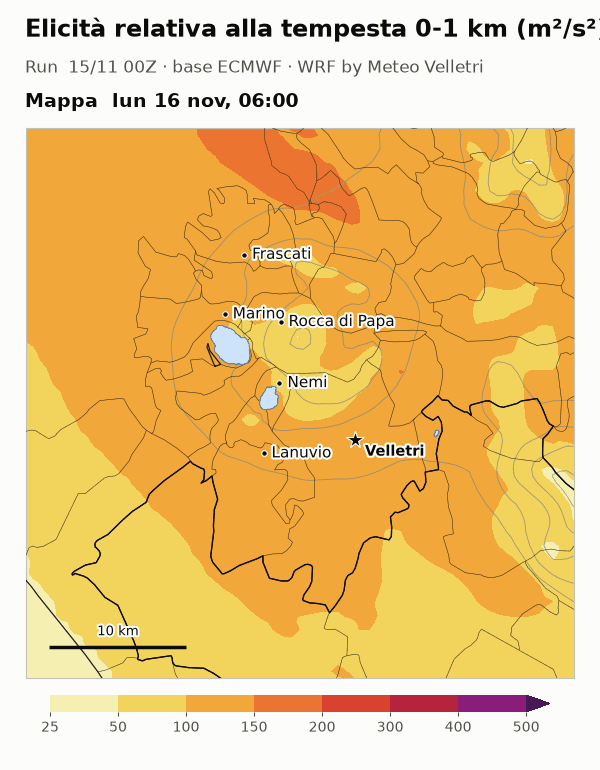 Elicità relativa alla tempesta 0-1 km (m²/s²)
Run 15/11 00Z · base ECMWF · WRF by Meteo Velletri
Mappa lun 16 nov, 06:00
Frascati
Marino
Rocca di Papa
Nemi
Velletri
Lanuvio
10 km
25 50 100 150 200 300 400 500